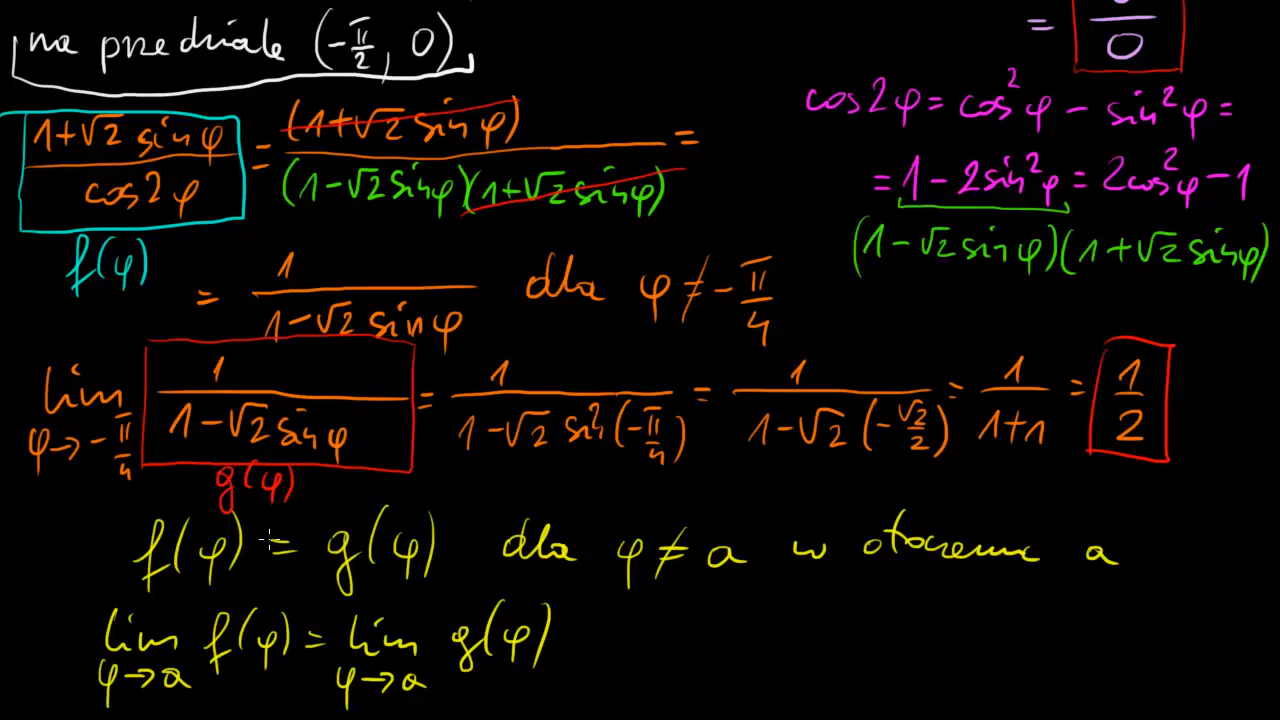 na przedziale (-π/2, 0)
= 0/0
cos2φ = cos²φ - sin²φ =
= 1 - 2sin²φ = 2cos²φ - 1
(1-√2 sinφ)(1+√2 sinφ)
(1+√2 sinφ)/(cos2φ) = (1+√2 sinφ)/((1-√2 sinφ)(1+√2 sinφ)) =
f(φ)
= 1/(1-√2 sinφ) dla φ ≠ -π/4
lim φ→-π/4 1/(1-√2 sinφ) = 1/(1-√2 sin(-π/4)) = 1/(1-√2(-√2/2)) = 1/(1+1) = 1/2
g(φ)
f(φ) = g(φ) dla φ ≠ a w otoczeniu a
lim φ→a f(φ) = lim φ→a g(φ)